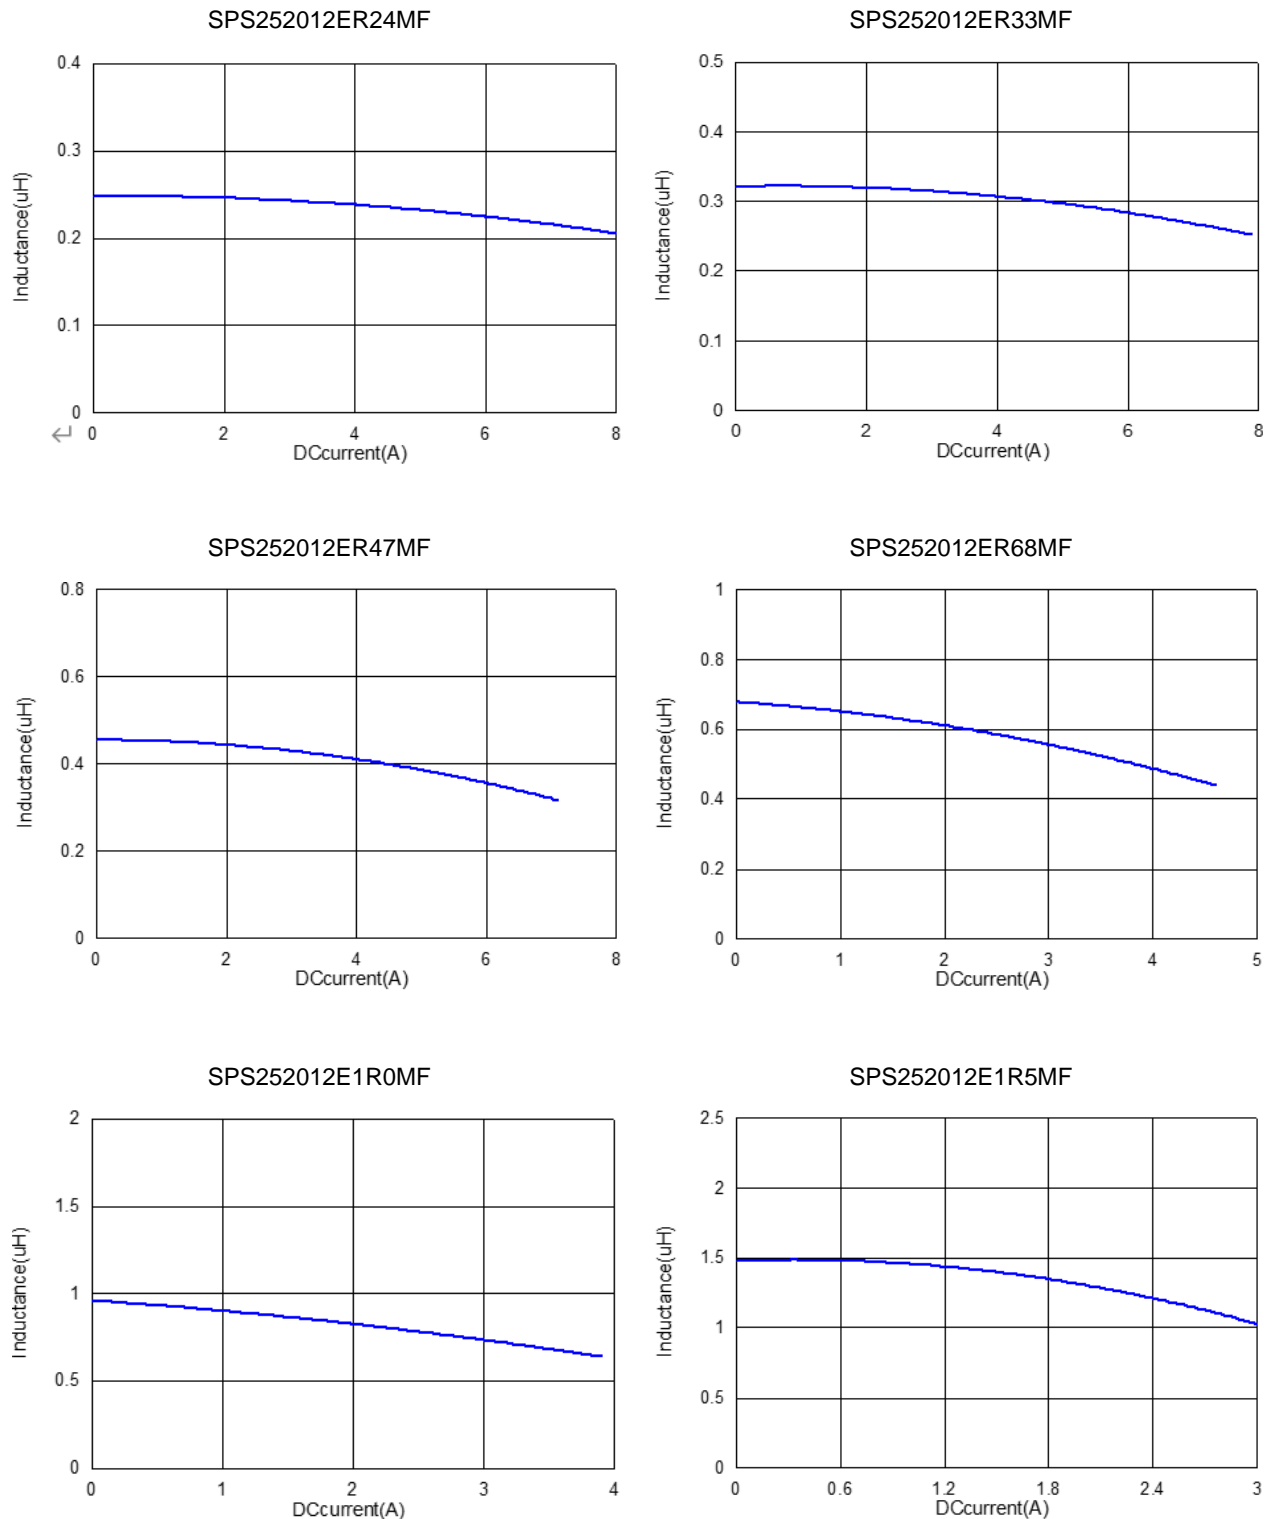 SPS252012ER24MF
0.4
0.3
0.2
0.1
0
Inductance(uH)
↵ 0 2 4 6 8
DCcurrent(A)
SPS252012ER33MF
0.5
0.4
0.3
0.2
0.1
0
Inductance(uH)
0 2 4 6 8
DCcurrent(A)
SPS252012ER47MF
0.8
0.6
0.4
0.2
0
Inductance(uH)
0 2 4 6 8
DCcurrent(A)
SPS252012ER68MF
1
0.8
0.6
0.4
0.2
0
Inductance(uH)
0 1 2 3 4 5
DCcurrent(A)
SPS252012E1R0MF
2
1.5
1
0.5
0
Inductance(uH)
0 1 2 3 4
DCcurrent(A)
SPS252012E1R5MF
2.5
2
1.5
1
0.5
0
Inductance(uH)
0 0.6 1.2 1.8 2.4 3
DCcurrent(A)